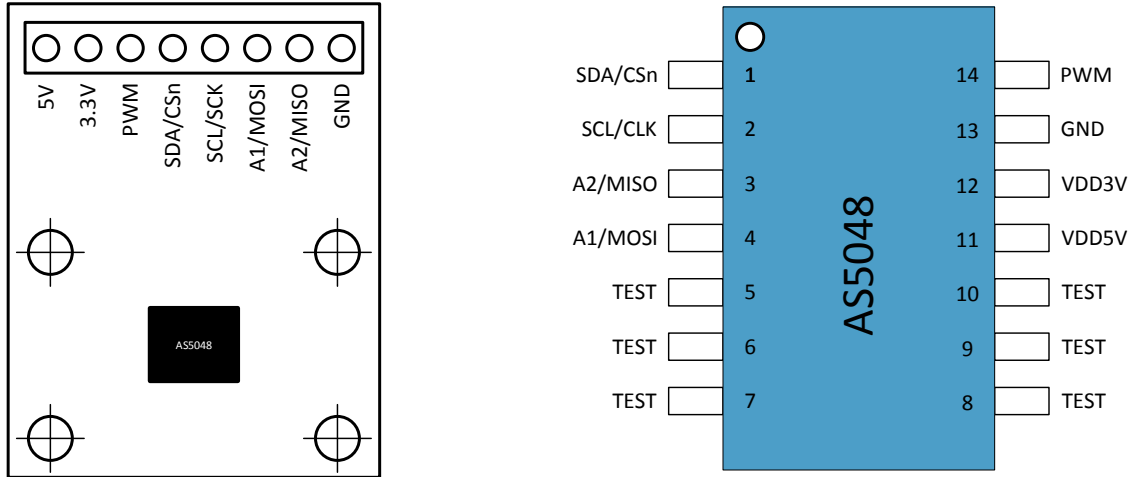 5V
3.3V
PWM
SDA/CSn
SCL/SCK
A1/MOSI
A2/MISO
GND
AS5048
SDA/CSn 1 14 PWM
SCL/CLK 2 13 GND
A2/MISO 3 12 VDD3V
A1/MOSI 4 11 VDD5V
TEST 5 10 TEST
TEST 6 9 TEST
TEST 7 8 TEST
AS5048